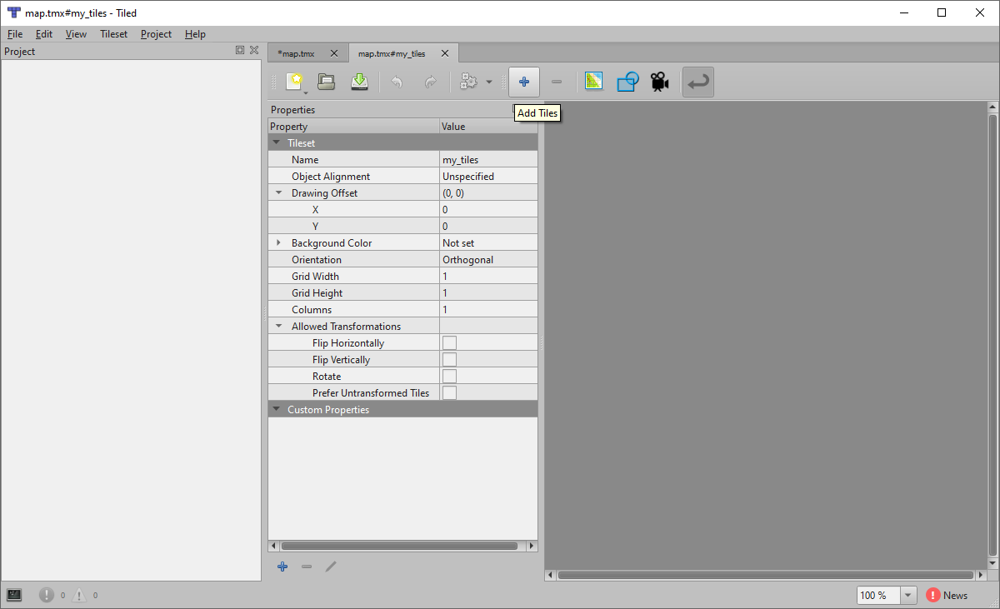 map.tmx#my_tiles - Tiled
File Edit View Tileset Project Help
Project
*map.tmx map.tmx#my_tiles
Add Tiles
Properties
Property Value
Tileset
Name my_tiles
Object Alignment Unspecified
Drawing Offset (0, 0)
X 0
Y 0
Background Color Not set
Orientation Orthogonal
Grid Width 1
Grid Height 1
Columns 1
Allowed Transformations
Flip Horizontally
Flip Vertically
Rotate
Prefer Untransformed Tiles
Custom Properties
0 0 100 % News